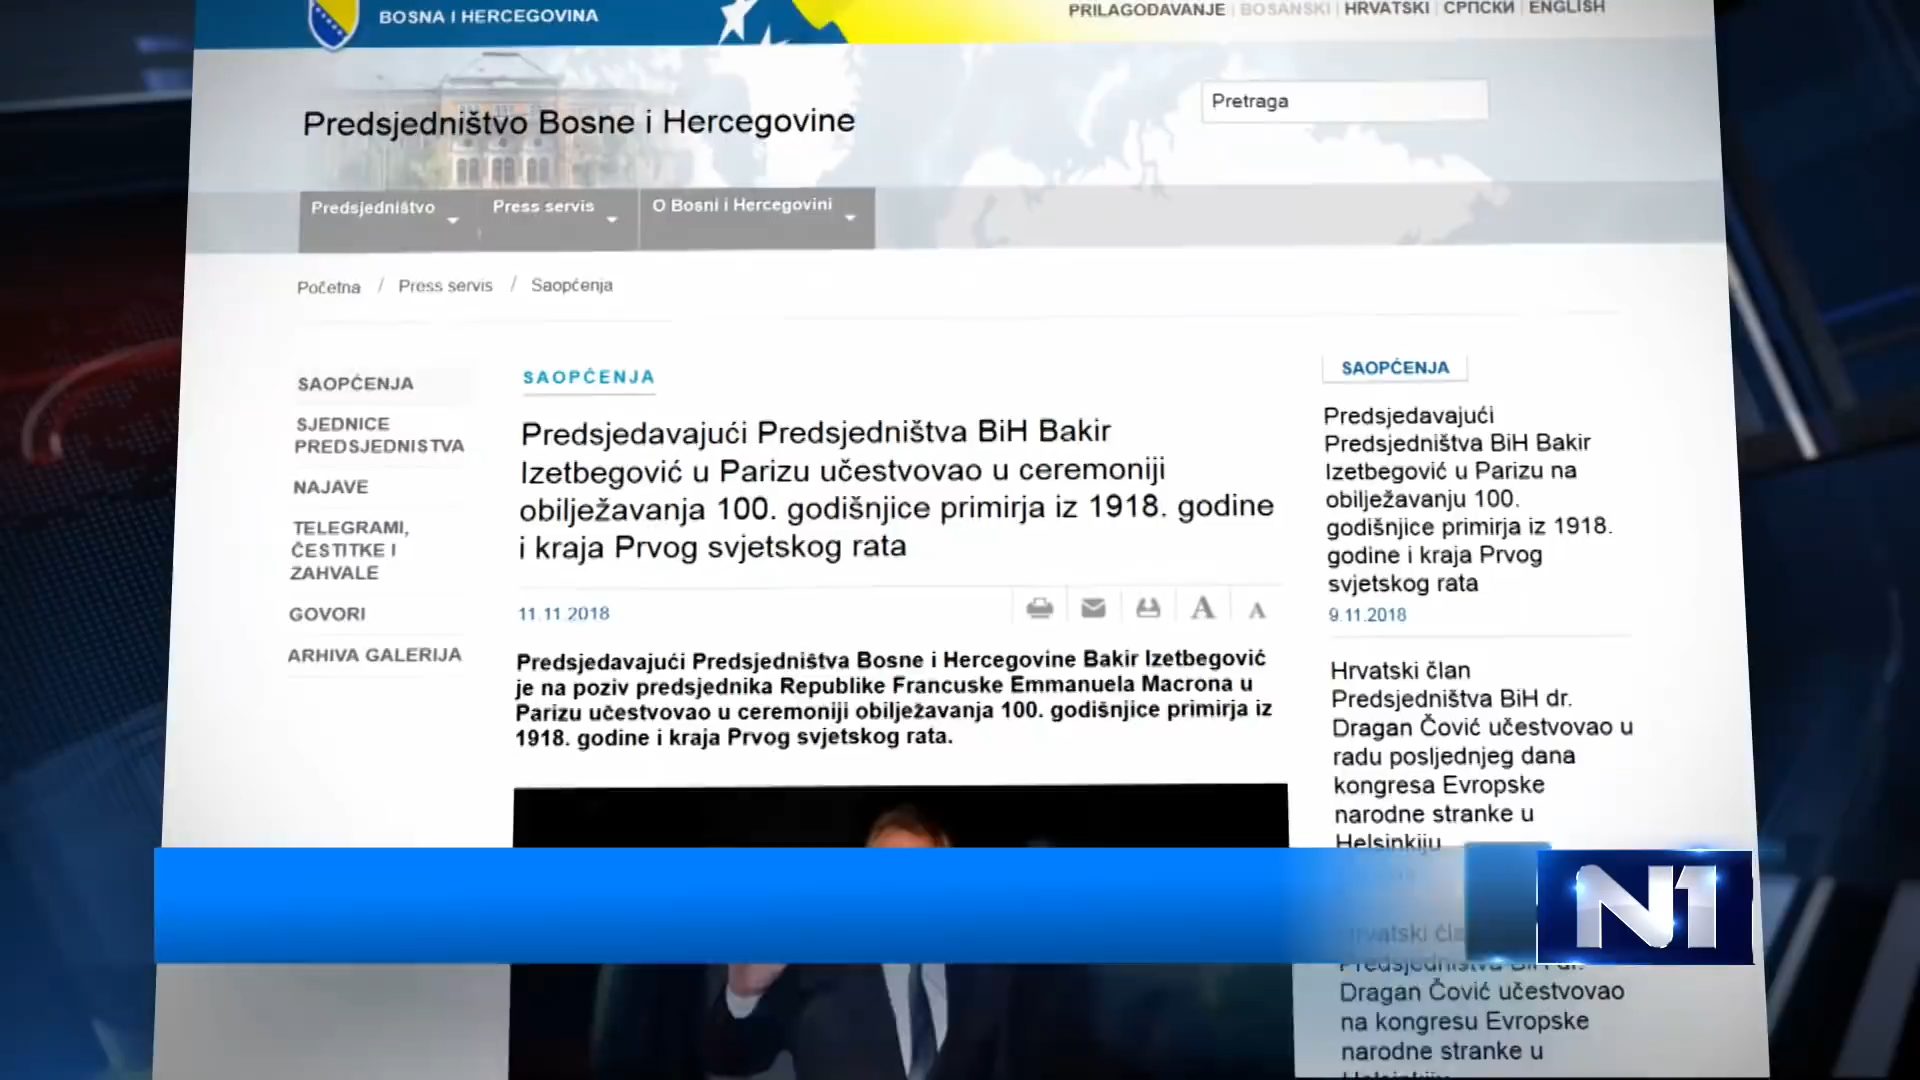 BOSNA I HERCEGOVINA
PRILAGOĐAVANJE | BOSANSKI | HRVATSKI | СРПСКИ | ENGLISH
Predsjedništvo Bosne i Hercegovine
Pretraga
Predsjedništvo
Press servis
O Bosni i Hercegovini
Početna / Press servis / Saopćenja
SAOPĆENJA
SJEDNICE
PREDSJEDNISTVA
NAJAVE
TELEGRAMI,
ČESTITKE I
ZAHVALE
GOVORI
ARHIVA GALERIJA
SAOPĆENJA
Predsjedavajući Predsjedništva BiH Bakir
Izetbegović u Parizu učestvovao u ceremoniji
obilježavanja 100. godišnjice primirja iz 1918. godine
i kraja Prvog svjetskog rata
11.11.2018
A
A
Predsjedavajući Predsjedništva Bosne i Hercegovine Bakir Izetbegović
je na poziv predsjednika Republike Francuske Emmanuela Macrona u
Parizu učestvovao u ceremoniji obilježavanja 100. godišnjice primirja iz
1918. godine i kraja Prvog svjetskog rata.
SAOPĆENJA
Predsjedavajući
Predsjedništva BiH Bakir
Izetbegović u Parizu na
obilježavanju 100.
godišnjice primirja iz 1918.
godine i kraja Prvog
svjetskog rata
9.11.2018
Hrvatski član
Predsjedništva BiH dr.
Dragan Čović učestvovao u
radu posljednjeg dana
kongresa Evropske
narodne stranke u
Helsinkiju
Hrvatski
Predsjedništva BiH dr.
Dragan Čović učestvovao
na kongresu Evropske
narodne stranke u
N1